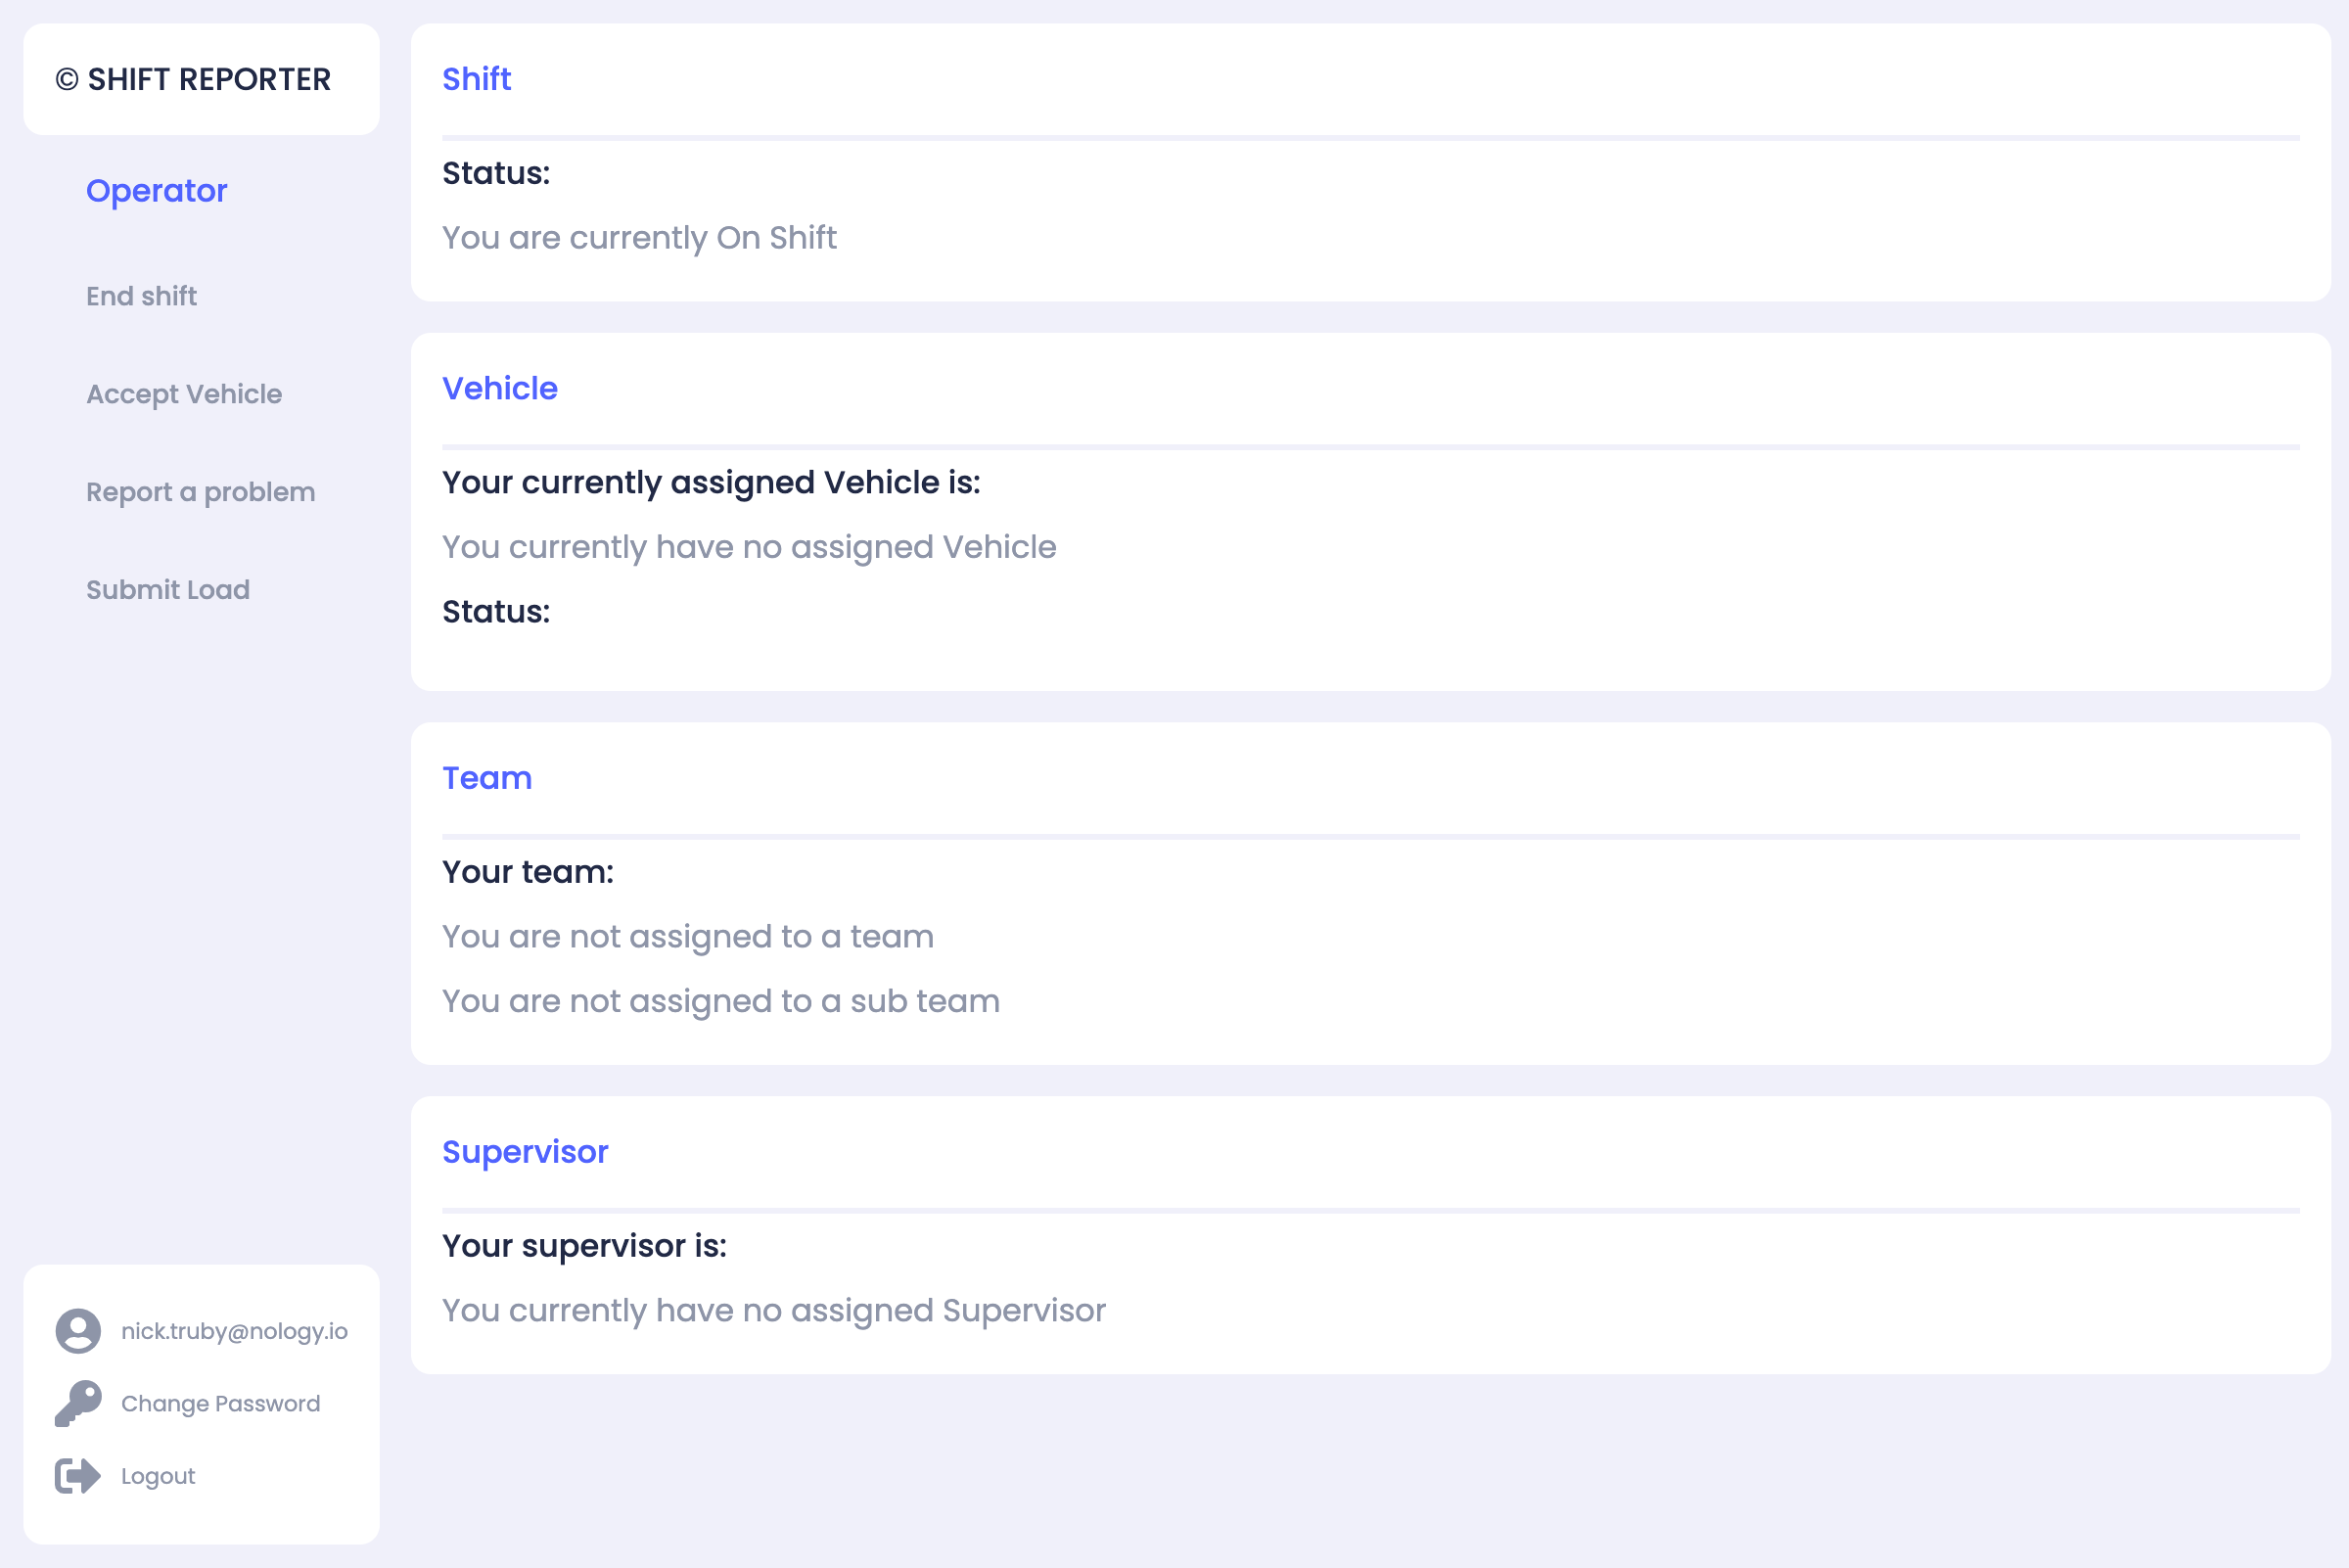 © SHIFT REPORTER
Operator
End shift
Accept Vehicle
Report a problem
Submit Load
nick.truby@nology.io
Change Password
Logout
Shift
Status:
You are currently On Shift
Vehicle
Your currently assigned Vehicle is:
You currently have no assigned Vehicle
Status:
Team
Your team:
You are not assigned to a team
You are not assigned to a sub team
Supervisor
Your supervisor is:
You currently have no assigned Supervisor